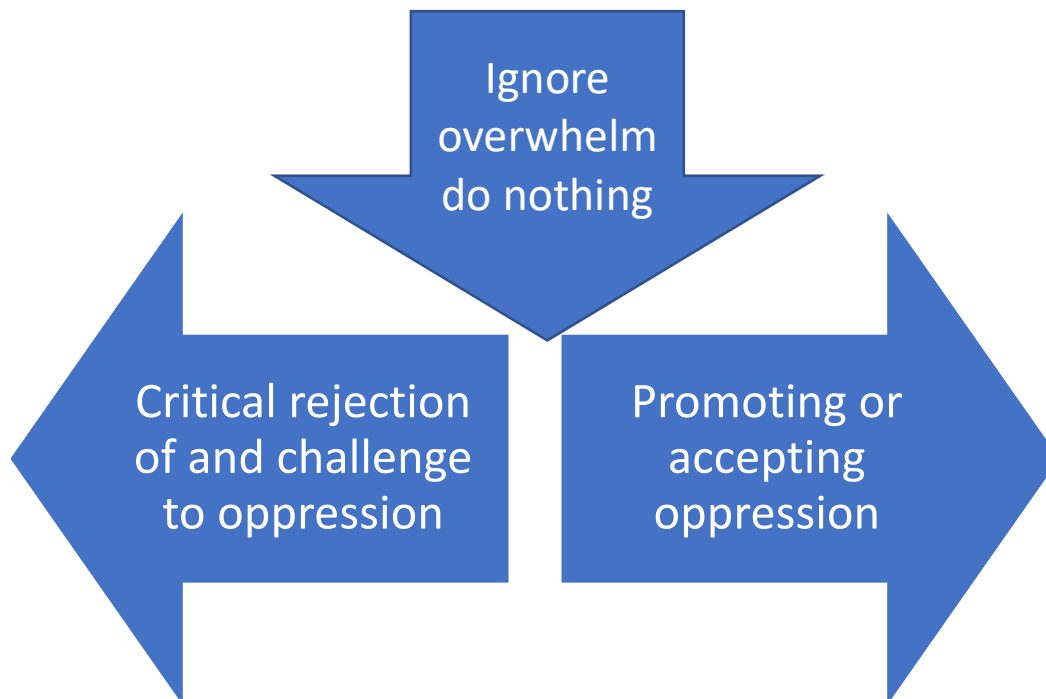 Ignore
overwhelm
do nothing
Critical rejection
of and challenge
to oppression
Promoting or
accepting
oppression